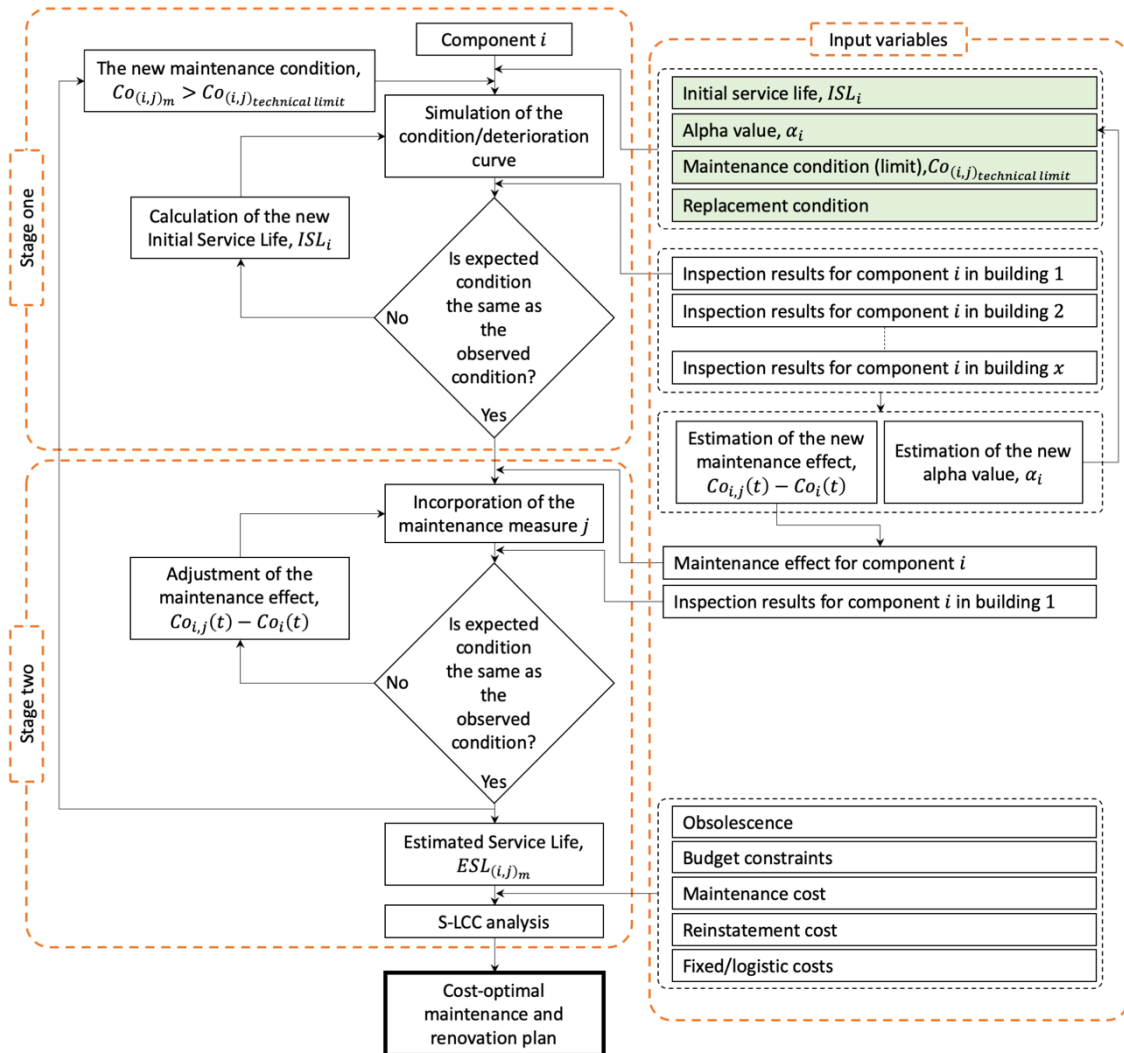 Component i
Input variables
The new maintenance condition,
Co(i,j)m > Co(i,j)technical limit
Simulation of the
condition/deterioration
curve
Initial service life, ISLi
Alpha value, αi
Maintenance condition (limit),Co(i,j)technical limit
Replacement condition
Stage one
Calculation of the new
Initial Service Life, ISLi
Is expected
condition
the same as
the
observed
condition?
No
Yes
Inspection results for component i in building 1
Inspection results for component i in building 2
Inspection results for component i in building x
Estimation of the new
maintenance effect,
Coi,j(t) − Coi(t)
Estimation of the new
alpha value, αi
Incorporation of the
maintenance measure j
Maintenance effect for component i
Inspection results for component i in building 1
Stage two
Adjustment of the
maintenance effect,
Coi,j(t) − Coi(t)
Is expected
condition
the same as
the
observed
condition?
No
Yes
Estimated Service Life,
ESL(i,j)m
S-LCC analysis
Obsolescence
Budget constraints
Maintenance cost
Reinstatement cost
Fixed/logistic costs
Cost-optimal
maintenance and
renovation plan